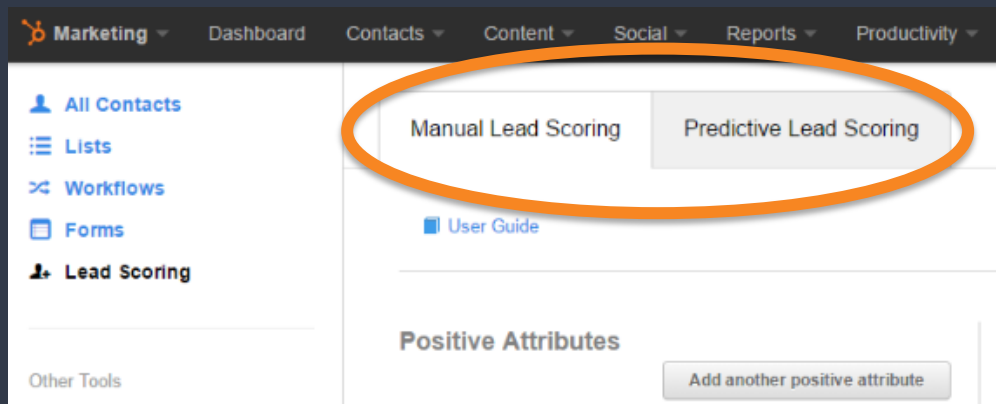 Marketing Dashboard Contacts Content Social Reports Productivity
All Contacts
Lists
Workflows
Forms
Lead Scoring
Other Tools
Manual Lead Scoring Predictive Lead Scoring
User Guide
Positive Attributes
Add another positive attribute